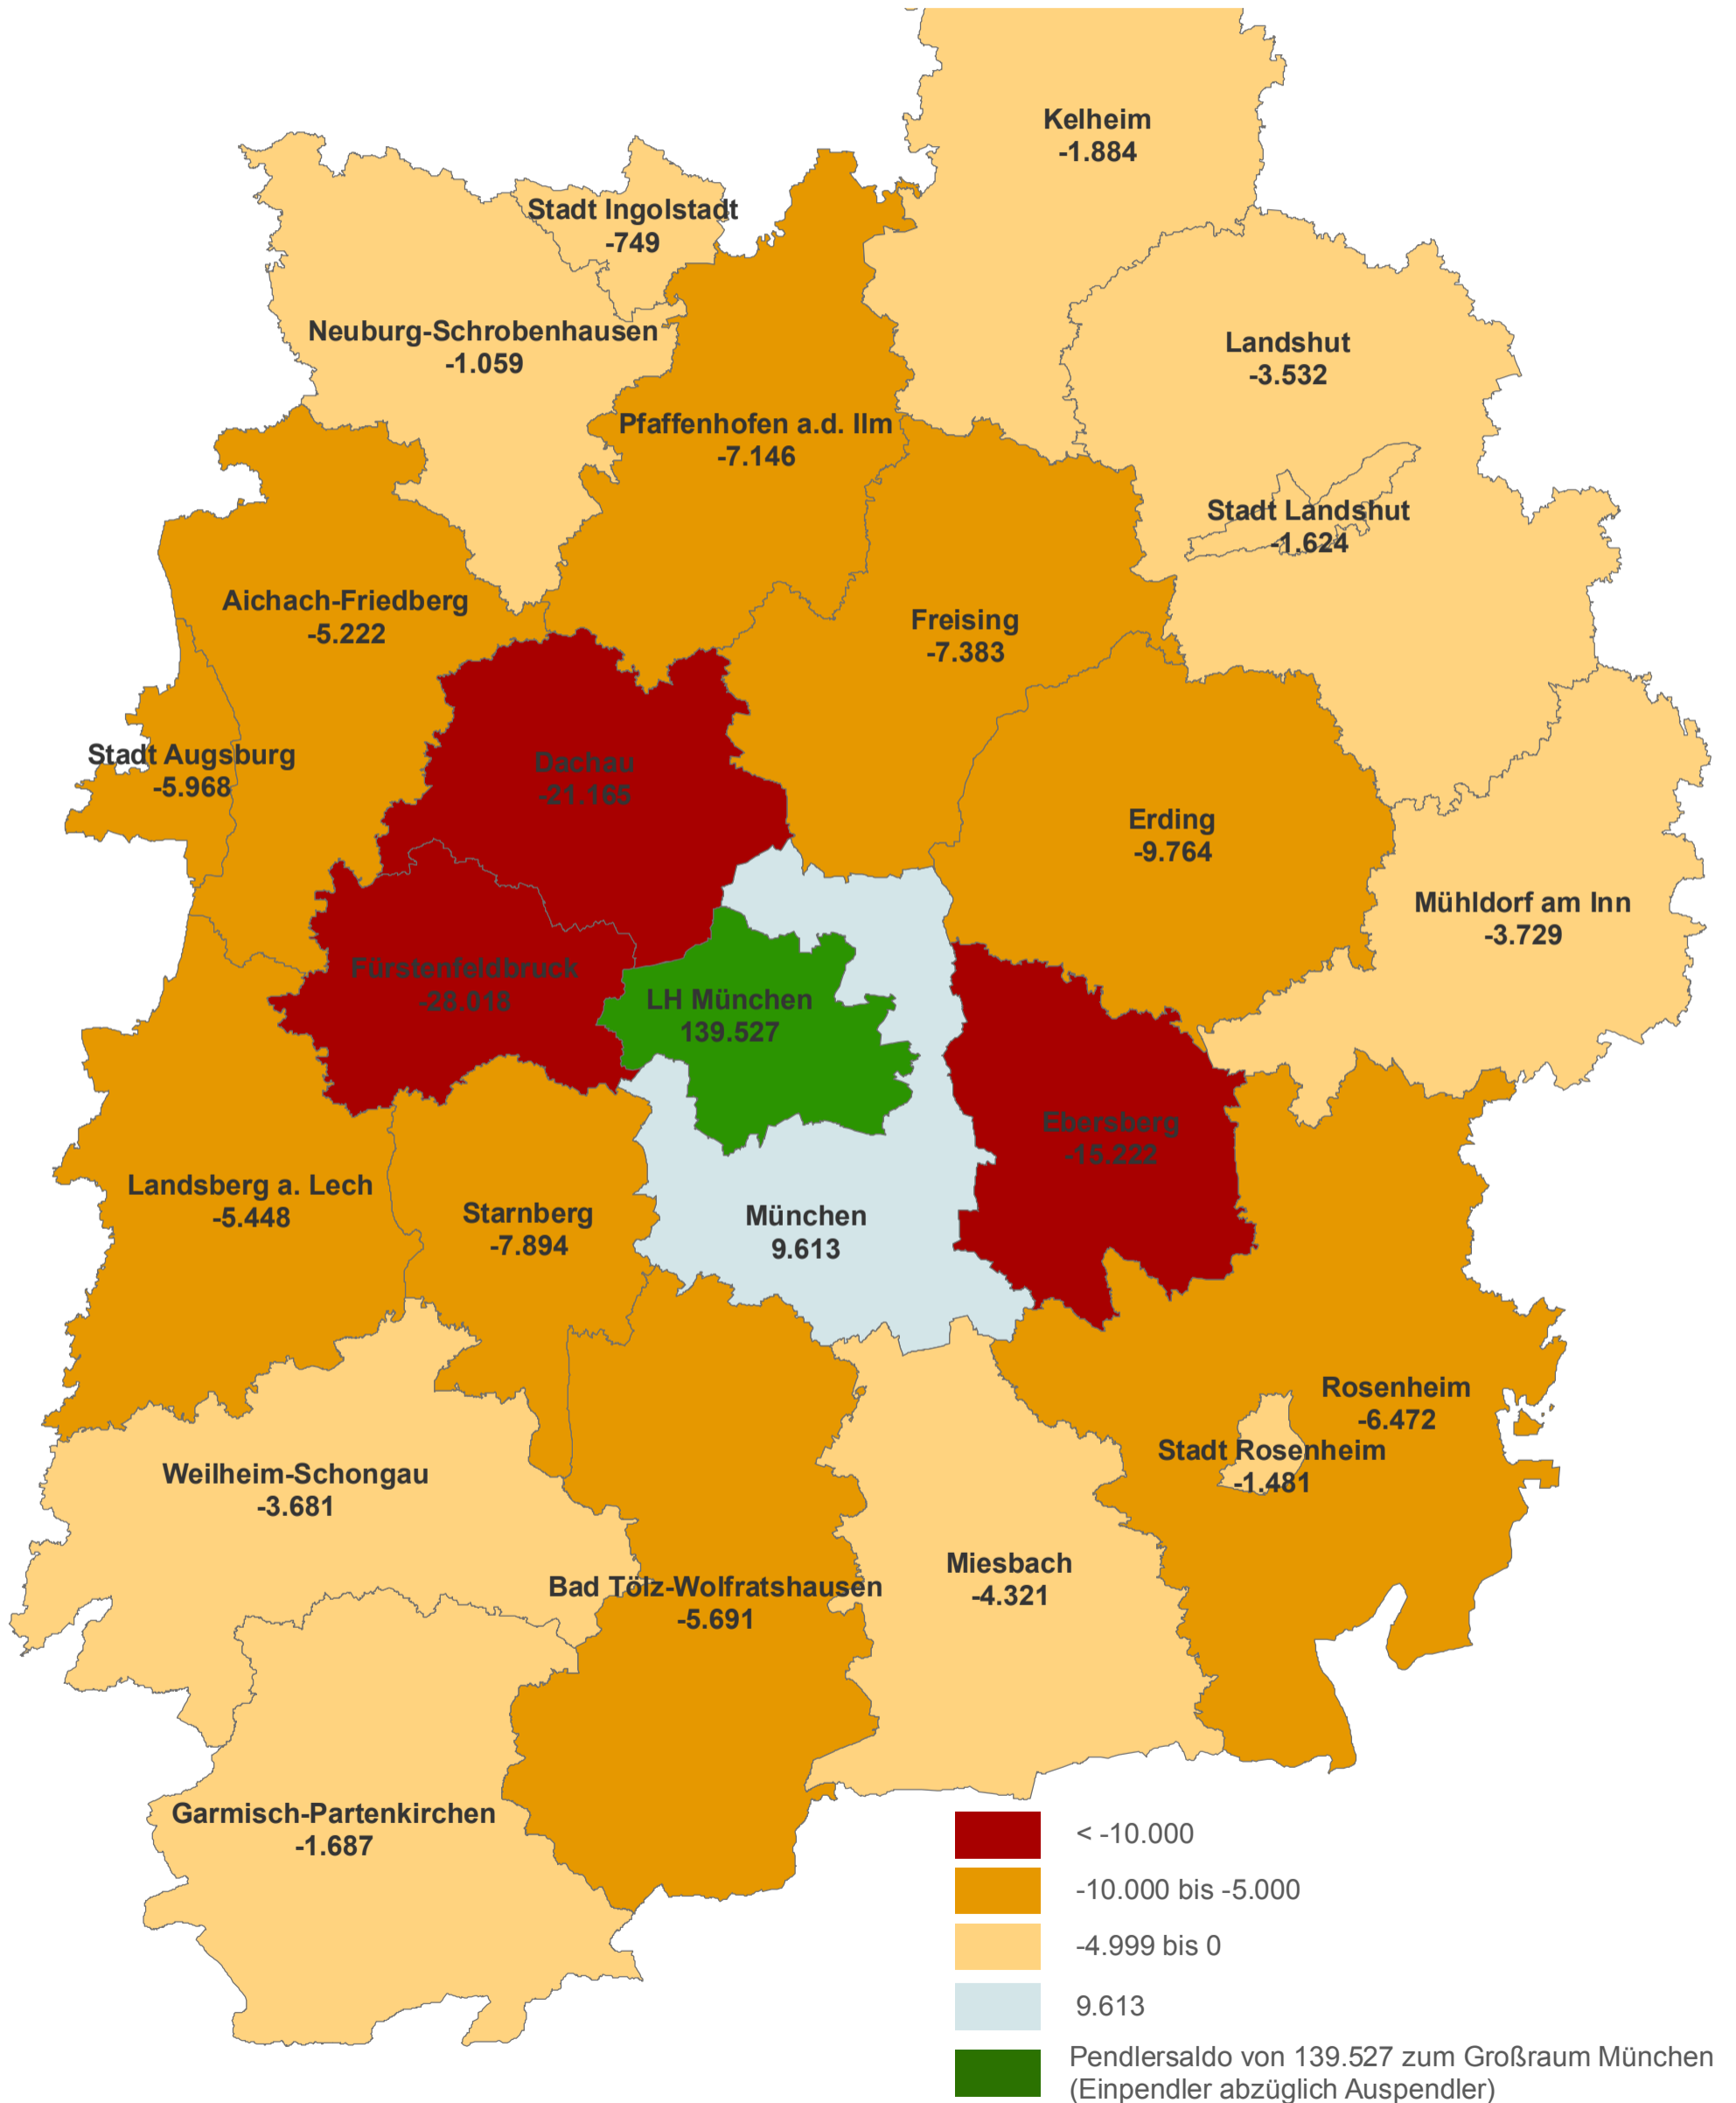 Kelheim
-1.884
Stadt Ingolstadt
-749
Neuburg-Schrobenhausen
-1.059
Landshut
-3.532
Pfaffenhofen a.d. Ilm
-7.146
Stadt Landshut
-1.624
Aichach-Friedberg
-5.222
Freising
-7.383
Stadt Augsburg
-5.968
Dachau
-21.165
Erding
-9.764
Mühldorf am Inn
-3.729
Fürstenfeldbruck
-28.018
LH München
139.527
Ebersberg
-15.222
Landsberg a. Lech
-5.448
Starnberg
-7.894
München
9.613
Rosenheim
-6.472
Stadt Rosenheim
-1.481
Weilheim-Schongau
-3.681
Miesbach
-4.321
Bad Tölz-Wolfratshausen
-5.691
Garmisch-Partenkirchen
-1.687
< -10.000
-10.000 bis -5.000
-4.999 bis 0
9.613
Pendlersaldo von 139.527 zum Großraum München
(Einpendler abzüglich Auspendler)